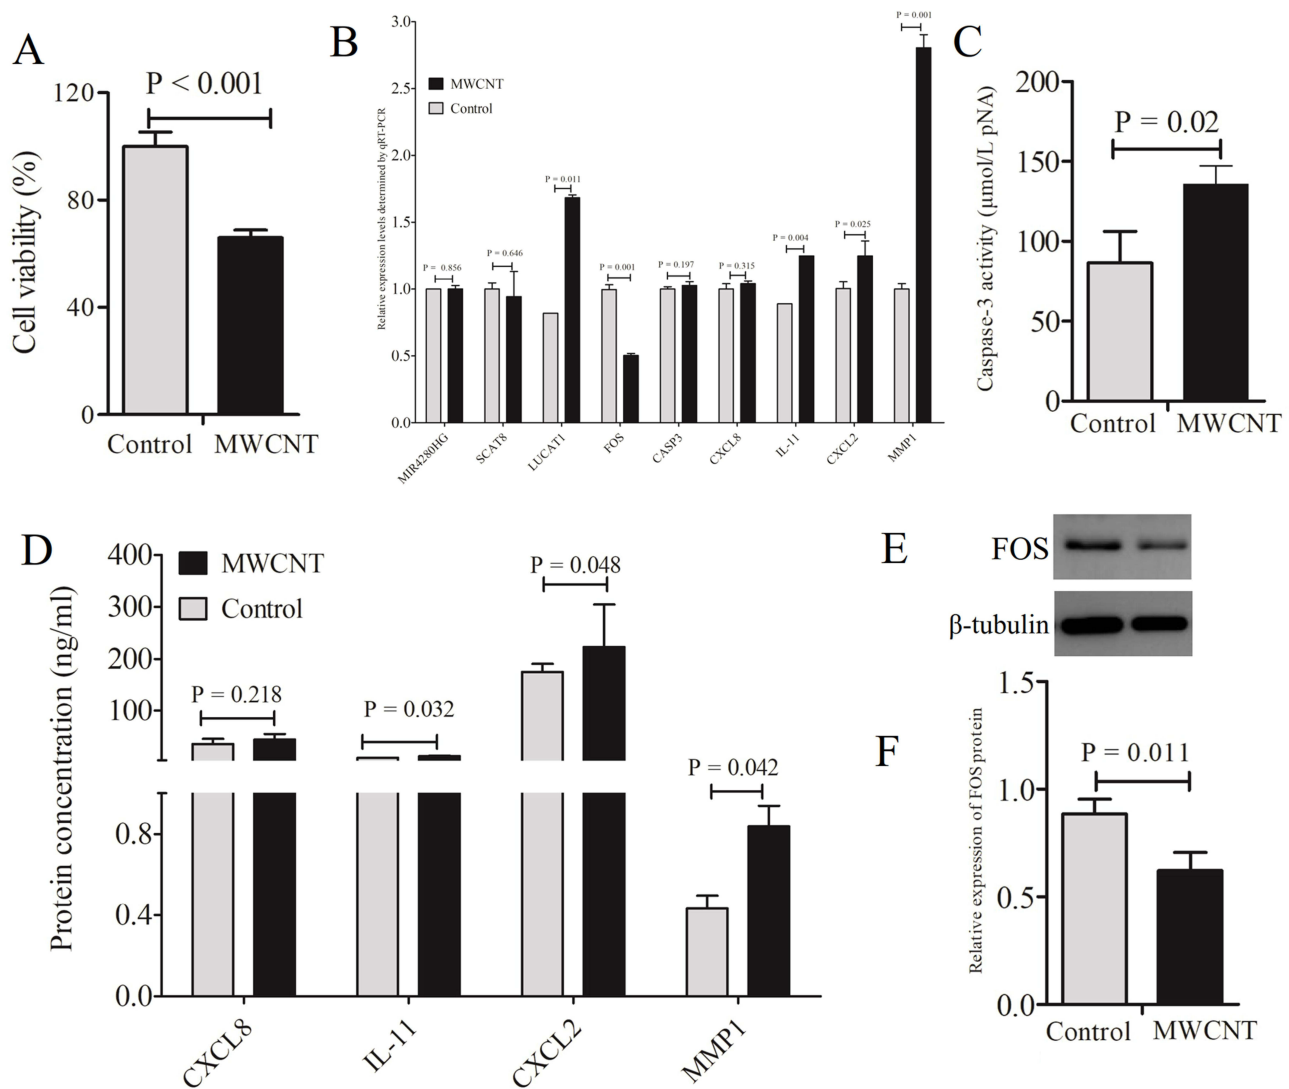 A
P < 0.001
Cell viability (%)
120
80
40
0
Control
MWCNT
B
Relative expression levels determined by qRT-PCR
3.0
2.5
2.0
1.5
1.0
0.5
0.0
MWCNT
Control
P = 0.856
P = 0.646
P = 0.011
P = 0.001
P = 0.197
P = 0.315
P = 0.004
P = 0.025
P = 0.001
MIR4280HG
SCAT8
LUCAT1
FOS
CASP3
CXCL8
IL-11
CXCL2
MMP1
C
Caspase-3 activity (μmol/L pNA)
200
150
100
50
0
P = 0.02
Control
MWCNT
D
Protein concentration (ng/ml)
400
300
200
100
0.8
0.4
0.0
MWCNT
Control
P = 0.218
P = 0.032
P = 0.048
P = 0.042
CXCL8
IL-11
CXCL2
MMP1
E
FOS
β-tubulin
F
Relative expression of FOS protein
1.5
1.0
0.5
0.0
P = 0.011
Control
MWCNT